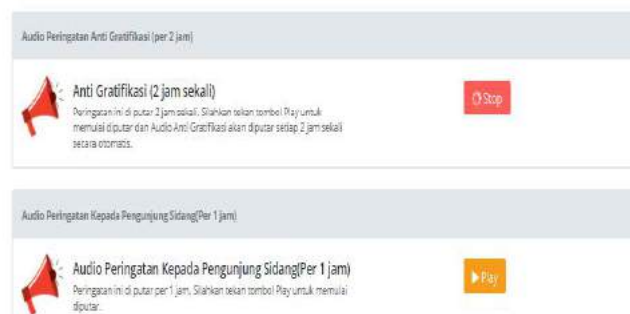 Audio Peringatan Anti Gratifikasi (per 2 jam)
Anti Gratifikasi (2 jam sekali)
Peringatan ini di putar 2 jam sekali. Silahkan tekan tombol Play untuk
memulai diputar dan Audio Anti Gratifikasi akan diputar setiap 2 jam sekali
secara otomatis.
Stop
Audio Peringatan Kepada Pengunjung Sidang(Per 1 jam)
Audio Peringatan Kepada Pengunjung Sidang(Per 1 jam)
Peringatan ini di putar per 1 jam. Silahkan tekan tombol Play untuk memulai
diputar.
Play